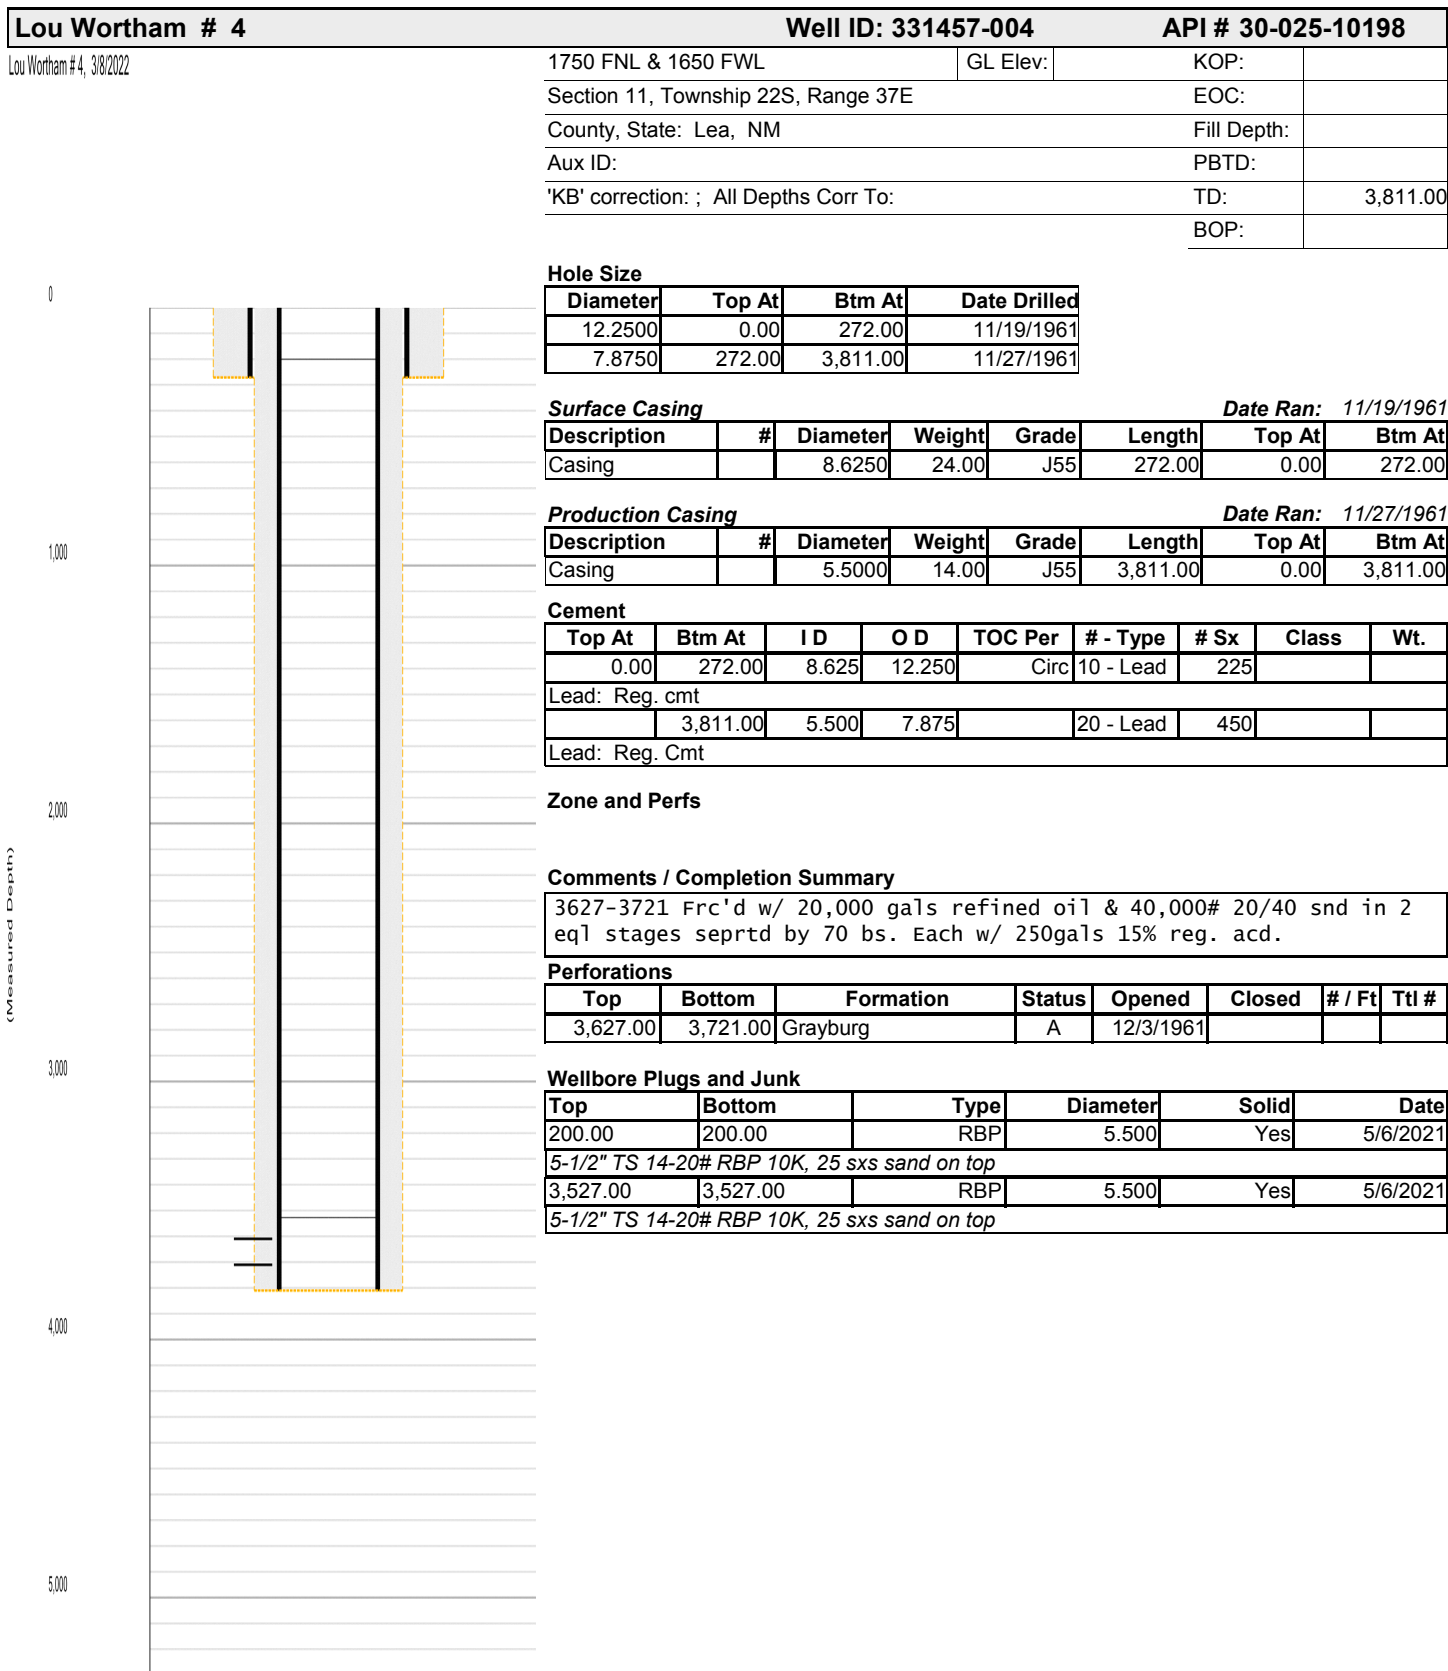 Lou Wortham # 4 Well ID: 331457-004 API # 30-025-10198
Lou Wortham # 4, 3/8/2022
1750 FNL & 1650 FWL GL Elev: KOP:
Section 11, Township 22S, Range 37E EOC:
County, State: Lea, NM Fill Depth:
Aux ID: PBTD:
'KB' correction: ; All Depths Corr To: TD: 3,811.00
BOP:
Hole Size
Diameter Top At Btm At Date Drilled
12.2500 0.00 272.00 11/19/1961
7.8750 272.00 3,811.00 11/27/1961
Surface Casing Date Ran: 11/19/1961
Description # Diameter Weight Grade Length Top At Btm At
Casing 8.6250 24.00 J55 272.00 0.00 272.00
Production Casing Date Ran: 11/27/1961
Description # Diameter Weight Grade Length Top At Btm At
Casing 5.5000 14.00 J55 3,811.00 0.00 3,811.00
Cement
Top At Btm At I D O D TOC Per # - Type # Sx Class Wt.
0.00 272.00 8.625 12.250 Circ 10 - Lead 225
Lead: Reg. cmt
3,811.00 5.500 7.875 20 - Lead 450
Lead: Reg. Cmt
Zone and Perfs
Comments / Completion Summary
3627-3721 Frc'd w/ 20,000 gals refined oil & 40,000# 20/40 snd in 2
eql stages seprtd by 70 bs. Each w/ 250gals 15% reg. acd.
Perforations
Top Bottom Formation Status Opened Closed # / Ft Ttl #
3,627.00 3,721.00 Grayburg A 12/3/1961
Wellbore Plugs and Junk
Top Bottom Type Diameter Solid Date
200.00 200.00 RBP 5.500 Yes 5/6/2021
5-1/2" TS 14-20# RBP 10K, 25 sxs sand on top
3,527.00 3,527.00 RBP 5.500 Yes 5/6/2021
5-1/2" TS 14-20# RBP 10K, 25 sxs sand on top
0
1,000
2,000
(Measured Depth)
3,000
4,000
5,000